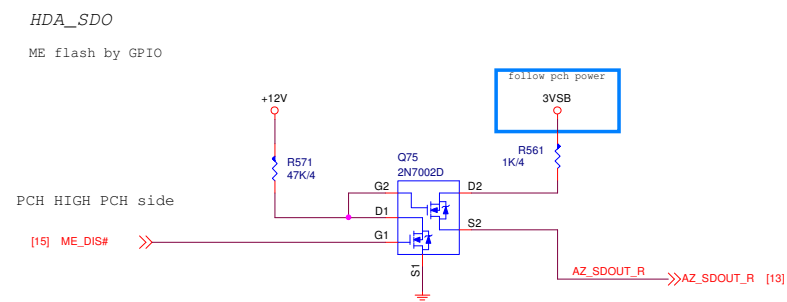 HDA_SDO
ME flash by GPIO
follow pch power
+12V
3VSB
Q75
2N7002D
R571
47K/4
R561
1K/4
G2
D2
PCH HIGH PCH side
D1
S2
[15] ME_DIS#
G1
S1
AZ_SDOUT_R
AZ_SDOUT_R [13]